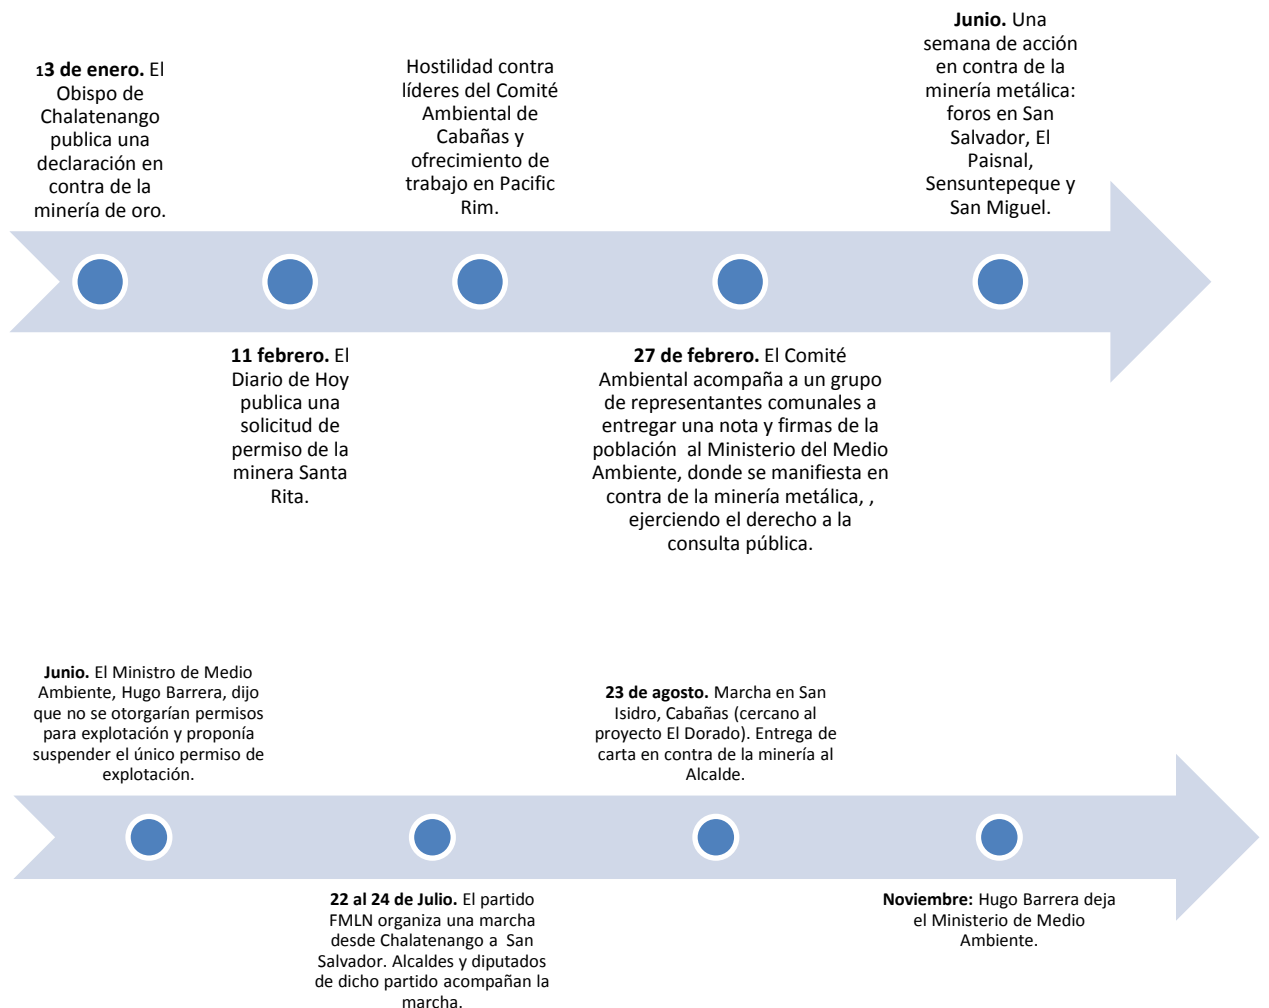 13 de enero. El
Obispo de
Chalatenango
publica una
declaración en
contra de la
minería de oro.
11 febrero. El
Diario de Hoy
publica una
solicitud de
permiso de la
minera Santa
Rita.
Hostilidad contra
líderes del Comité
Ambiental de
Cabañas y
ofrecimiento de
trabajo en Pacific
Rim.
27 de febrero. El Comité
Ambiental acompaña a un grupo
de representantes comunales a
entregar una nota y firmas de la
población  al Ministerio del Medio
Ambiente, donde se manifiesta en
contra de la minería metálica, ,
ejerciendo el derecho a la
consulta pública.
Junio. Una
semana de acción
en contra de la
minería metálica:
foros en San
Salvador, El
Paisnal,
Sensuntepeque y
San Miguel.
Junio. El Ministro de Medio
Ambiente, Hugo Barrera, dijo
que no se otorgarían permisos
para explotación y proponía
suspender el único permiso de
explotación.
22 al 24 de Julio. El partido
FMLN organiza una marcha
desde Chalatenango a  San
Salvador. Alcaldes y diputados
de dicho partido acompañan la
marcha.
23 de agosto. Marcha en San
Isidro, Cabañas (cercano al
proyecto El Dorado). Entrega de
carta en contra de la minería al
Alcalde.
Noviembre: Hugo Barrera deja
el Ministerio de Medio
Ambiente.